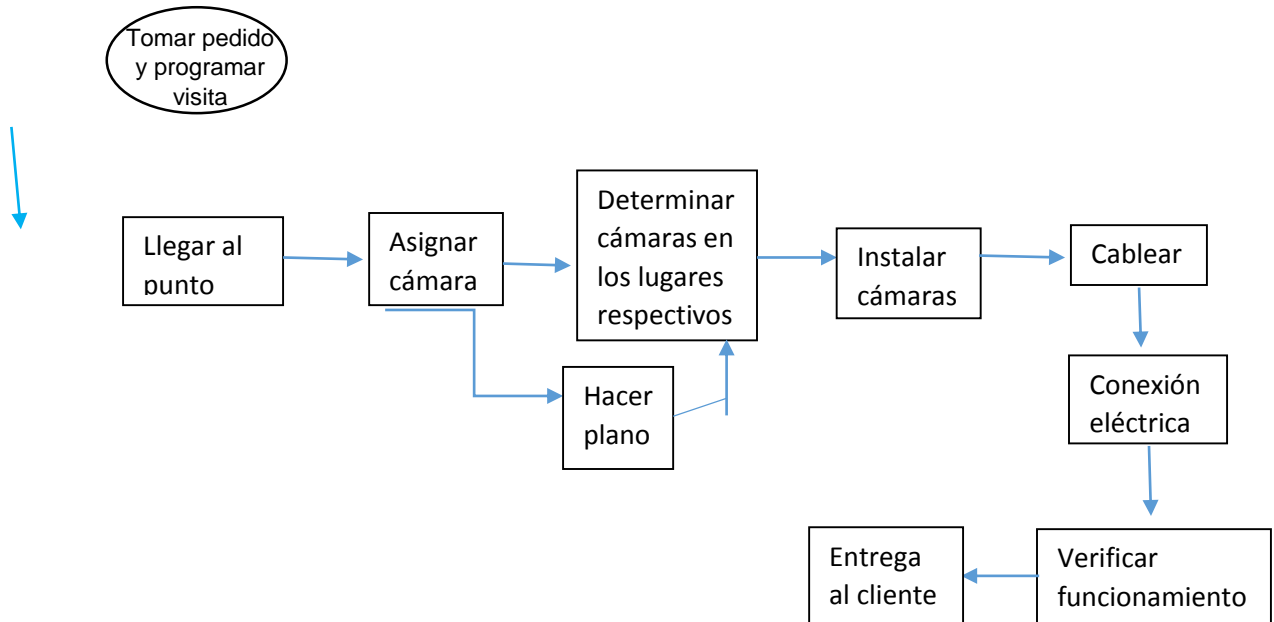 Tomar pedido
y programar
visita
Llegar al
punto
Asignar
cámara
Determinar
cámaras en
los lugares
respectivos
Instalar
cámaras
Cablear
Hacer
plano
Conexión
eléctrica
Entrega
al cliente
Verificar
funcionamiento